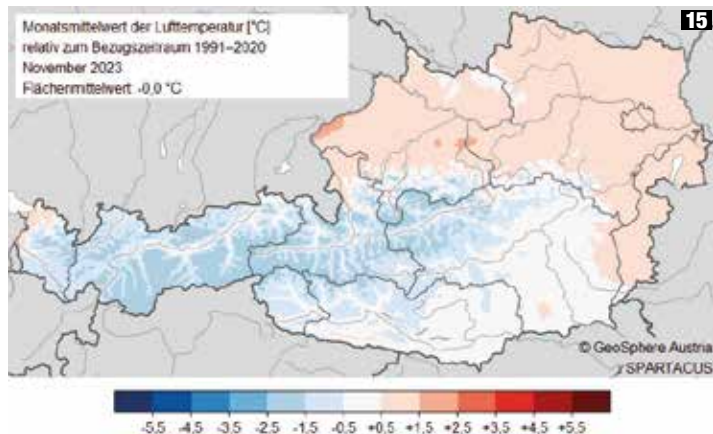 Monatsmittelwert der Lufttemperatur [°C]
relativ zum Bezugszeitraum 1991–2020
November 2023
Flächenmittelwert: -0,0 °C
15
© GeoSphere Austria
SPARTACUS
-5,5 -4,5 -3,5 -2,5 -1,5 -0,5 +0,5 +1,5 +2,5 +3,5 +4,5 +5,5